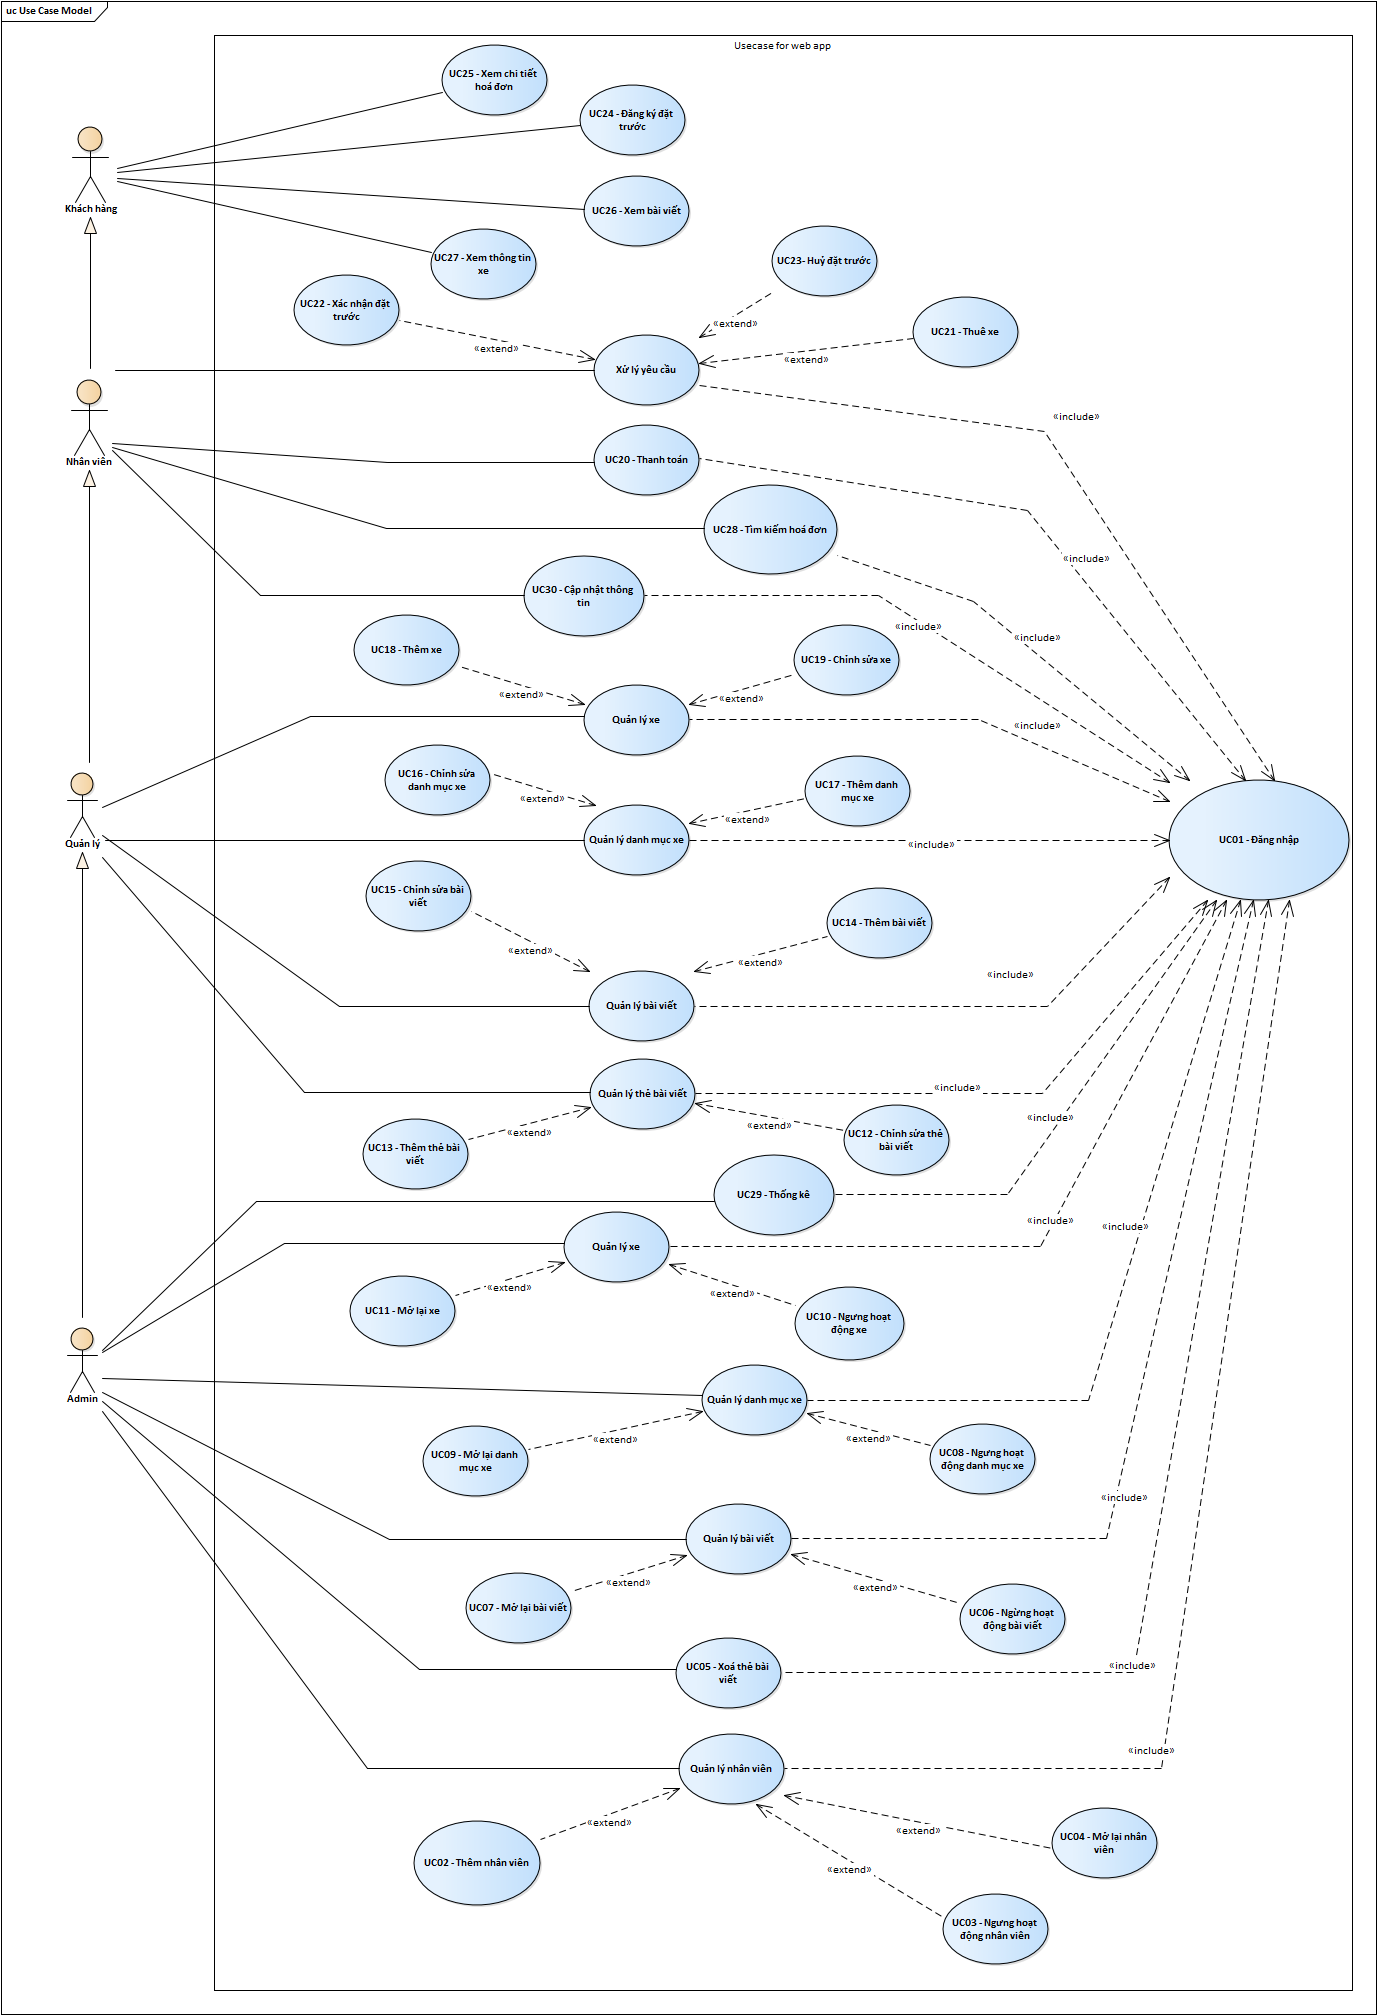 uc Use Case Model
Usecase for web app
UC25 - Xem chi tiết
hoá đơn
UC24 - Đăng ký đặt
trước
Khách hàng
UC26 - Xem bài viết
UC27 - Xem thông tin
xe
UC23- Huỷ đặt trước
UC22 - Xác nhận đặt
trước
«extend»
UC21 - Thuê xe
«extend»
«extend»
Xử lý yêu cầu
«include»
Nhân viên
UC20 - Thanh toán
UC28 - Tìm kiếm hoá đơn
«include»
UC30 - Cập nhật thông
tin
«include»
«include»
UC18 - Thêm xe
UC19 - Chỉnh sửa xe
«extend»
«extend»
Quản lý xe
«include»
UC16 - Chỉnh sửa
danh mục xe
UC17 - Thêm danh
mục xe
«extend»
«extend»
Quản lý
Quản lý danh mục xe
«include»
UC01 - Đăng nhập
UC15 - Chỉnh sửa bài
viết
UC14 - Thêm bài viết
«extend»
«extend»
«include»
Quản lý bài viết
Quản lý thẻ bài viết
«include»
«include»
«extend»
«extend»
UC13 - Thêm thẻ bài
viết
UC12 - Chỉnh sửa thẻ
bài viết
UC29 - Thống kê
«include»
«include»
Quản lý xe
«extend»
«extend»
UC11 - Mở lại xe
UC10 - Ngưng hoạt
động xe
Admin
Quản lý danh mục xe
«extend»
«extend»
UC09 - Mở lại danh
mục xe
UC08 - Ngưng hoạt
động danh mục xe
«include»
Quản lý bài viết
«extend»
«extend»
UC07 - Mở lại bài viết
UC06 - Ngừng hoạt
động bài viết
UC05 - Xoá thẻ bài
viết
«include»
«include»
Quản lý nhân viên
«extend»
«extend»
UC04 - Mở lại nhân
viên
UC02 - Thêm nhân viên
«extend»
UC03 - Ngưng hoạt
động nhân viên